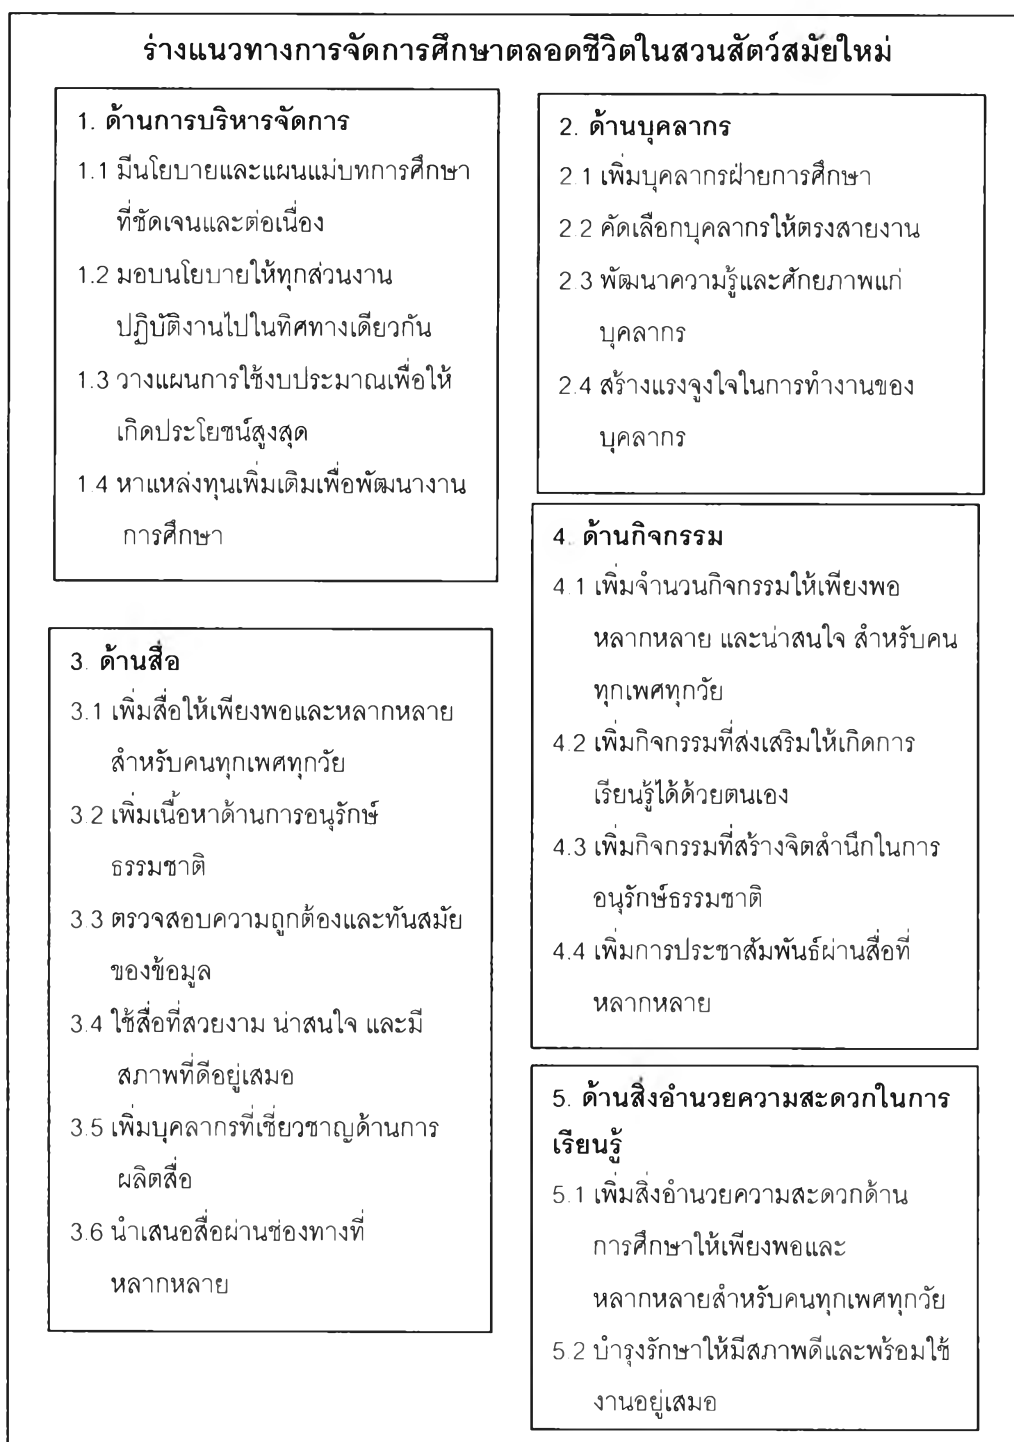 ร่างแนวทางการจัดการศึกษาตลอดชีวิตในสวนสัตว์สมัยใหม่
1. ด้านการบริหารจัดการ
1.1 มีนโยบายและแผนแม่บทการศึกษา
ที่ชัดเจนและต่อเนื่อง
1.2 มอบนโยบายให้ทุกส่วนงาน
ปฏิบัติงานไปในทิศทางเดียวกัน
1.3 วางแผนการใช้งบประมาณเพื่อให้
เกิดประโยชน์สูงสุด
1.4 หาแหล่งทุนเพิ่มเติมเพื่อพัฒนางาน
การศึกษา
2. ด้านบุคลากร
2.1 เพิ่มบุคลากรฝ่ายการศึกษา
2.2 คัดเลือกบุคลากรให้ตรงสายงาน
2.3 พัฒนาความรู้และศักยภาพแก่
บุคลากร
2.4 สร้างแรงจูงใจในการทำงานของ
บุคลากร
3. ด้านสื่อ
3.1 เพิ่มสื่อให้เพียงพอและหลากหลาย
สำหรับคนทุกเพศทุกวัย
3.2 เพิ่มเนื้อหาด้านการอนุรักษ์
ธรรมชาติ
3.3 ตรวจสอบความถูกต้องและทันสมัย
ของข้อมูล
3.4 ใช้สื่อที่สวยงาม น่าสนใจ และมี
สภาพที่ดีอยู่เสมอ
3.5 เพิ่มบุคลากรที่เชี่ยวชาญด้านการ
ผลิตสื่อ
3.6 นำเสนอสื่อผ่านช่องทางที่
หลากหลาย
4. ด้านกิจกรรม
4.1 เพิ่มจำนวนกิจกรรมให้เพียงพอ
หลากหลาย และน่าสนใจ สำหรับคน
ทุกเพศทุกวัย
4.2 เพิ่มกิจกรรมที่ส่งเสริมให้เกิดการ
เรียนรู้ได้ด้วยตนเอง
4.3 เพิ่มกิจกรรมที่สร้างจิตสำนึกในการ
อนุรักษ์ธรรมชาติ
4.4 เพิ่มการประชาสัมพันธ์ผ่านสื่อที่
หลากหลาย
5. ด้านสิ่งอำนวยความสะดวกในการ
เรียนรู้
5.1 เพิ่มสิ่งอำนวยความสะดวกด้าน
การศึกษาให้เพียงพอและ
หลากหลายสำหรับคนทุกเพศทุกวัย
5.2 บำรุงรักษาให้มีสภาพดีและพร้อมใช้
งานอยู่เสมอ